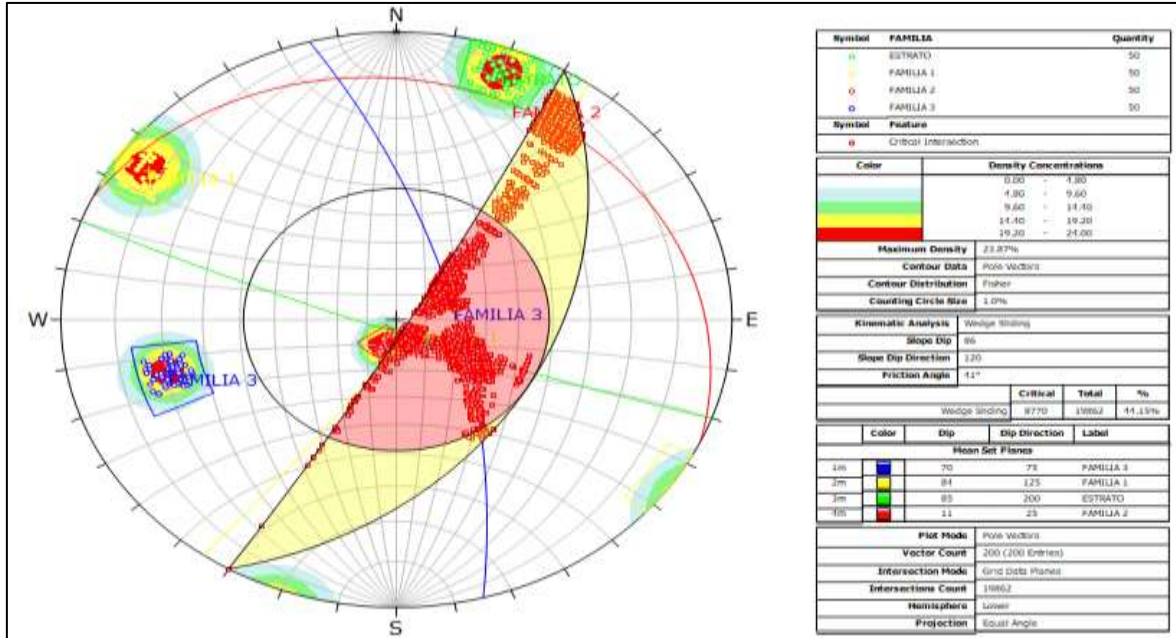 N
W
E
S
2
FAMILIA 3
FAMILIA 3
Symbol FAMILIA Quantity
ESTRATO 50
FAMILIA 1 50
FAMILIA 2 50
FAMILIA 3 50
Symbol Feature
Critical Intersection
Color Density Concentrations
0.00 - 4.80
4.80 - 9.60
9.60 - 14.40
14.40 - 19.20
19.20 - 24.00
Maximum Density 23.87%
Contour Data Pole Vectors
Contour Distribution Fisher
Counting Circle Size 1.0%
Kinematic Analysis Wedge Sliding
Slope Dip 86
Slope Dip Direction 120
Friction Angle 41°
Critical Total %
Wedge Sliding 8770 19862 44.15%
Color Dip Dip Direction Label
Mean Set Planes
1m 70 75 FAMILIA 3
2m 84 125 FAMILIA 1
3m 85 200 ESTRATO
4m 11 25 FAMILIA 2
Plot Mode Pole Vectors
Vector Count 200 (200 Entries)
Intersection Mode Grid Data Planes
Intersections Count 19862
Hemisphere Lower
Projection Equal Angle